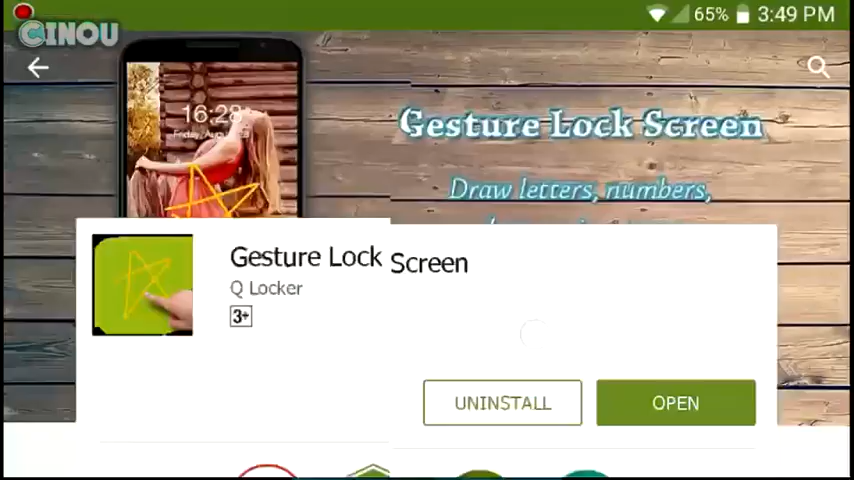 CINOU
65% 3:49 PM
16:28
Friday, August
Gesture Lock Screen
Draw letters, numbers,
Gesture Lock Screen
Q Locker
3+
UNINSTALL
OPEN